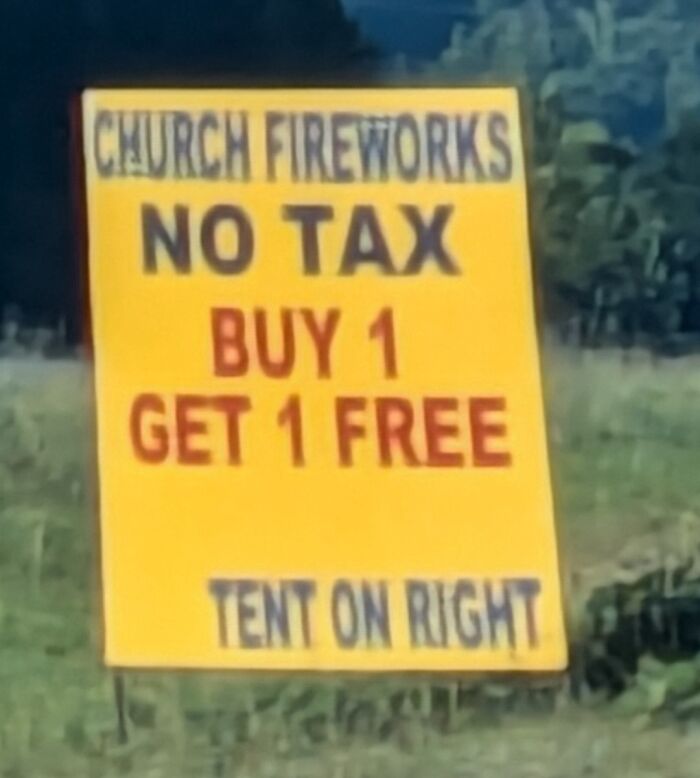 CHURCH FIREWORKS
NO TAX
BUY 1
GET 1 FREE
TENT ON RIGHT